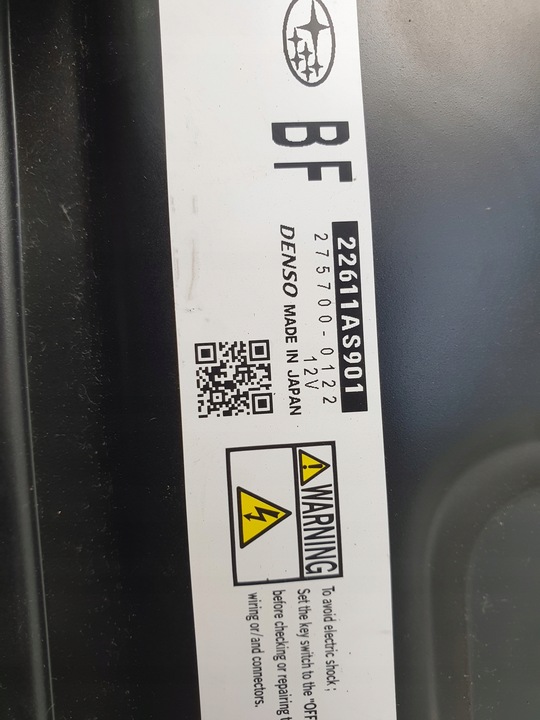 BF
22611AS901
275700-0122
12V
DENSO MADE IN JAPAN
WARNING
To avoid electric shock ;
Set the key switch to the "OFF
before checking or repairing t
wiring or/and connectors.